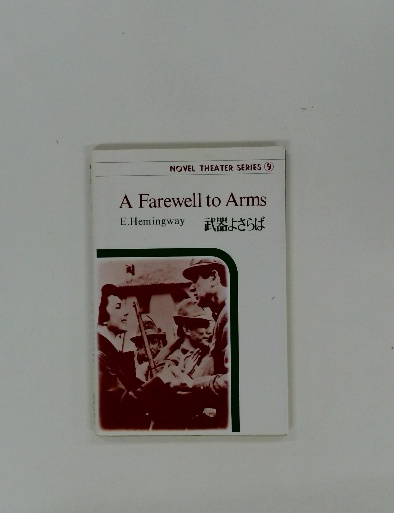 NOVEL THEATER SERIES ⑨
A Farewell to Arms
E.Hemingway 武器よさらば